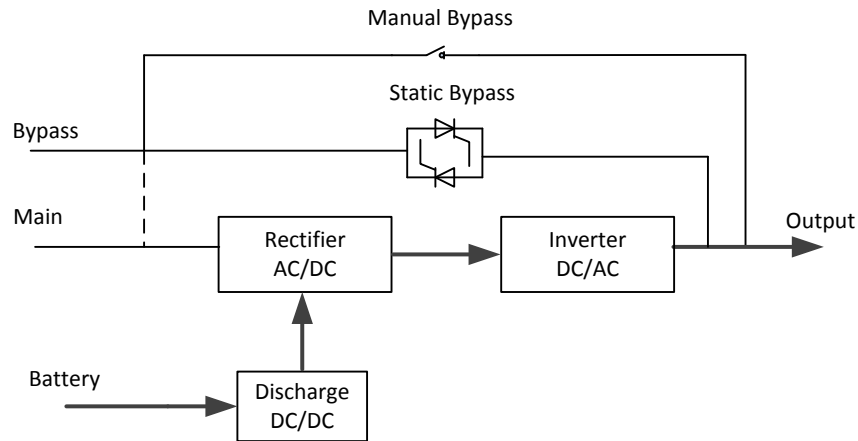 Manual Bypass
Static Bypass
Bypass
Main
Rectifier
AC/DC
Inverter
DC/AC
Output
Battery
Discharge
DC/DC